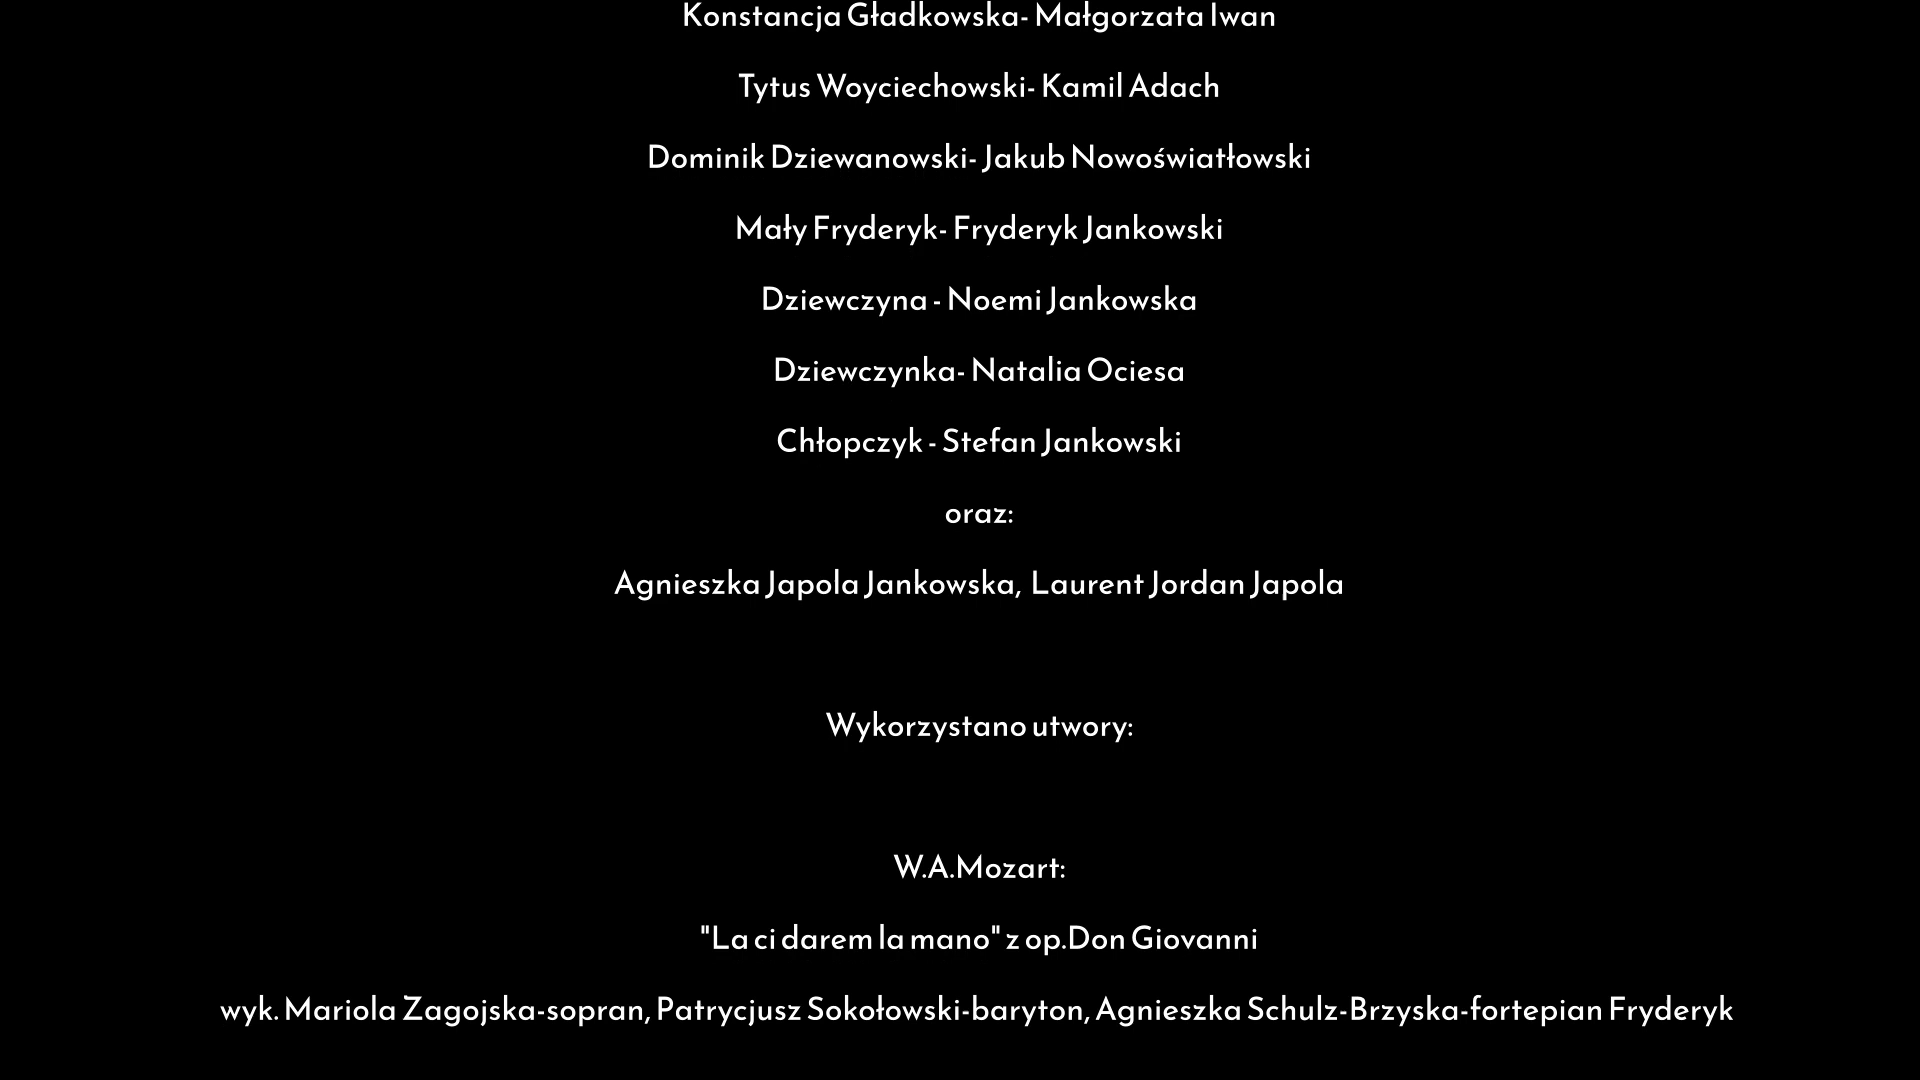 Konstancja Gładkowska- Małgorzata Iwan
Tytus Woyciechowski- Kamil Adach
Dominik Dziewanowski- Jakub Nowoświatłowski
Mały Fryderyk- Fryderyk Jankowski
Dziewczyna - Noemi Jankowska
Dziewczynka- Natalia Ociesa
Chłopczyk - Stefan Jankowski
oraz:
Agnieszka Japola Jankowska, Laurent Jordan Japola
Wykorzystano utwory:
W.A.Mozart:
"La ci darem la mano" z op.Don Giovanni
wyk. Mariola Zagojska-sopran, Patrycjusz Sokołowski-baryton, Agnieszka Schulz-Brzyska-fortepian Fryderyk